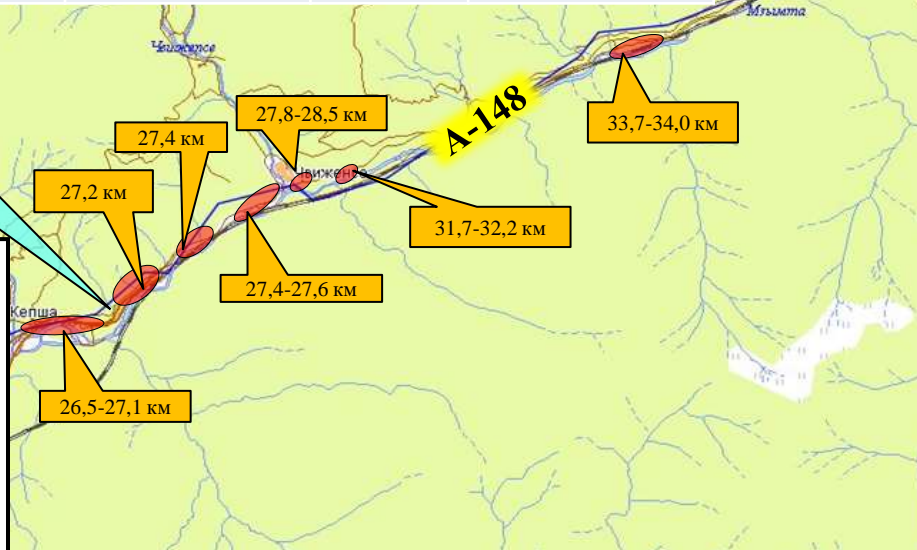 Мзымта
Чвижепсе
А-148
27,8-28,5 км
33,7-34,0 км
27,4 км
27,2 км
31,7-32,2 км
27,4-27,6 км
Кепша
26,5-27,1 км